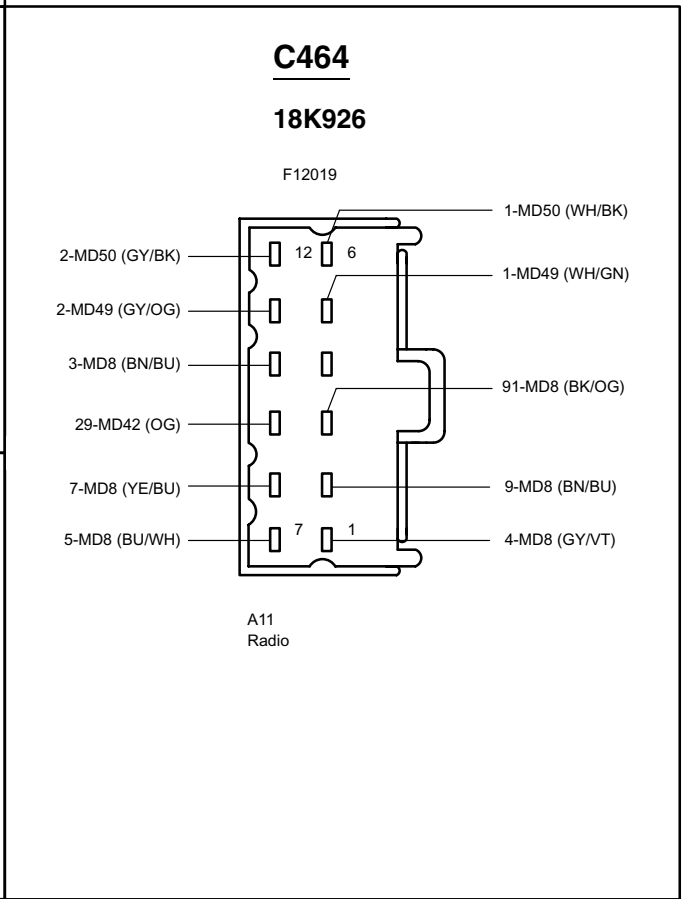 C464
18K926
F12019
1-MD50 (WH/BK)
2-MD50 (GY/BK)
12 6
1-MD49 (WH/GN)
2-MD49 (GY/OG)
3-MD8 (BN/BU)
91-MD8 (BK/OG)
29-MD42 (OG)
7-MD8 (YE/BU)
9-MD8 (BN/BU)
5-MD8 (BU/WH)
7 1
4-MD8 (GY/VT)
A11
Radio